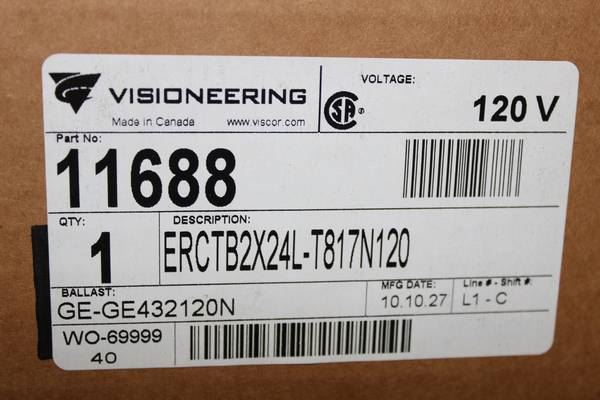 VISIONEERING
Made in Canada www.viscor.com
VOLTAGE:
120 V
Part No:
11688
QTY:
1
DESCRIPTION:
ERCTB2X24L-T817N120
BALLAST:
GE-GE432120N
MFG DATE:
10.10.27
Line # - Shift #:
L1 - C
WO-69999
40